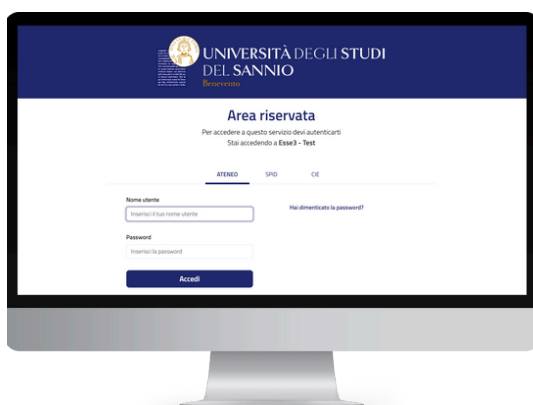 UNIVERSITÀ DEGLI STUDI
DEL SANNIO
Benevento
Area riservata
Per accedere a questo servizio devi autenticarti
Stai accedendo a Esse3 - Test
ATENEO SPID CIE
Nome utente
Inserisci il tuo nome utente
Hai dimenticato la password?
Password
Inserisci la password
Accedi